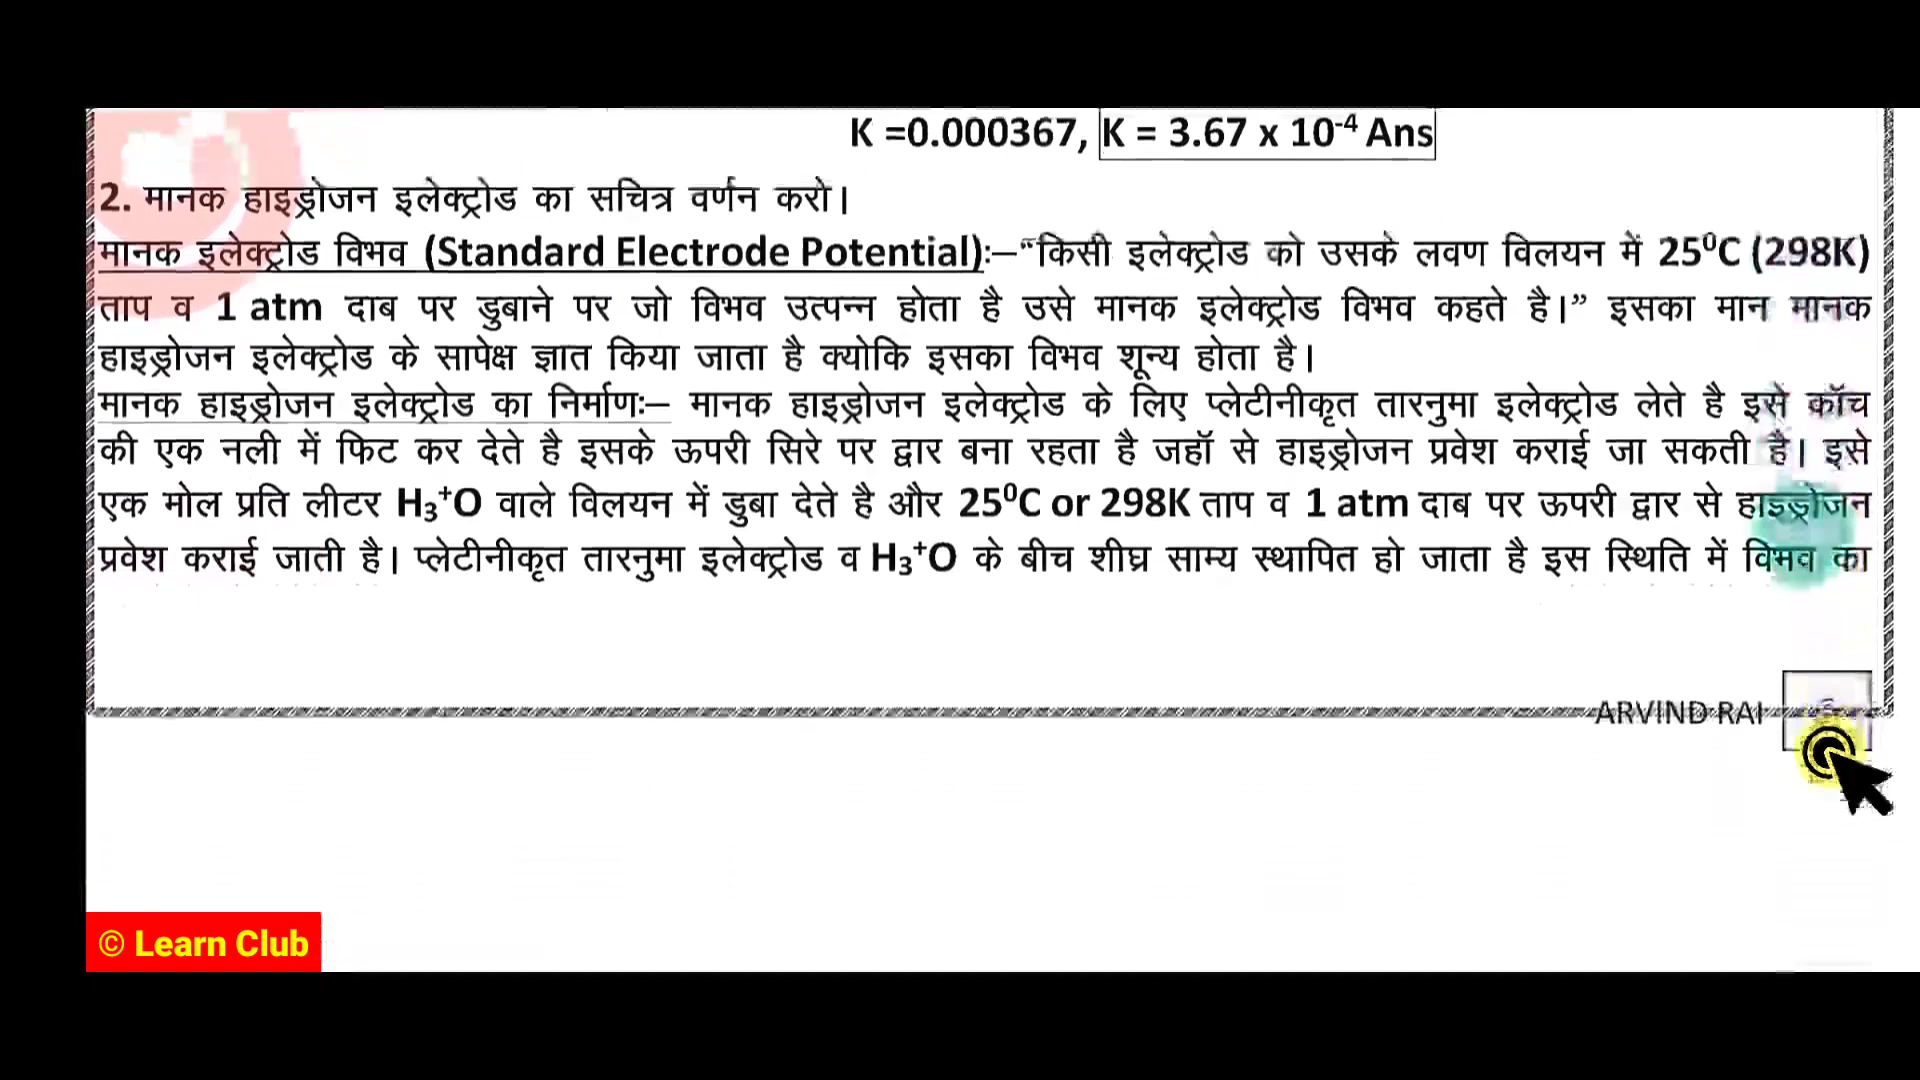 K =0.000367, K = 3.67 x 10⁻⁴ Ans
2. मानक हाइड्रोजन इलेक्ट्रोड का सचित्र वर्णन करो।
मानक इलेक्ट्रोड विभव (Standard Electrode Potential):–“किसी इलेक्ट्रोड को उसके लवण विलयन में 25⁰C (298K)
ताप व 1 atm दाब पर डुबाने पर जो विभव उत्पन्न होता है उसे मानक इलेक्ट्रोड विभव कहते है।” इसका मान मानक
हाइड्रोजन इलेक्ट्रोड के सापेक्ष ज्ञात किया जाता है क्योकि इसका विभव शून्य होता है।
मानक हाइड्रोजन इलेक्ट्रोड का निर्माणः– मानक हाइड्रोजन इलेक्ट्रोड के लिए प्लेटीनीकृत तारनुमा इलेक्ट्रोड लेते है इसे कॉच
की एक नली में फिट कर देते है इसके ऊपरी सिरे पर द्वार बना रहता है जहॉ से हाइड्रोजन प्रवेश कराई जा सकती है। इसे
एक मोल प्रति लीटर H₃⁺O वाले विलयन में डुबा देते है और 25⁰C or 298K ताप व 1 atm दाब पर ऊपरी द्वार से हाइड्रोजन
प्रवेश कराई जाती है। प्लेटीनीकृत तारनुमा इलेक्ट्रोड व H₃⁺O के बीच शीघ्र साम्य स्थापित हो जाता है इस स्थिति में विभव का
ARVIND RAI
© Learn Club